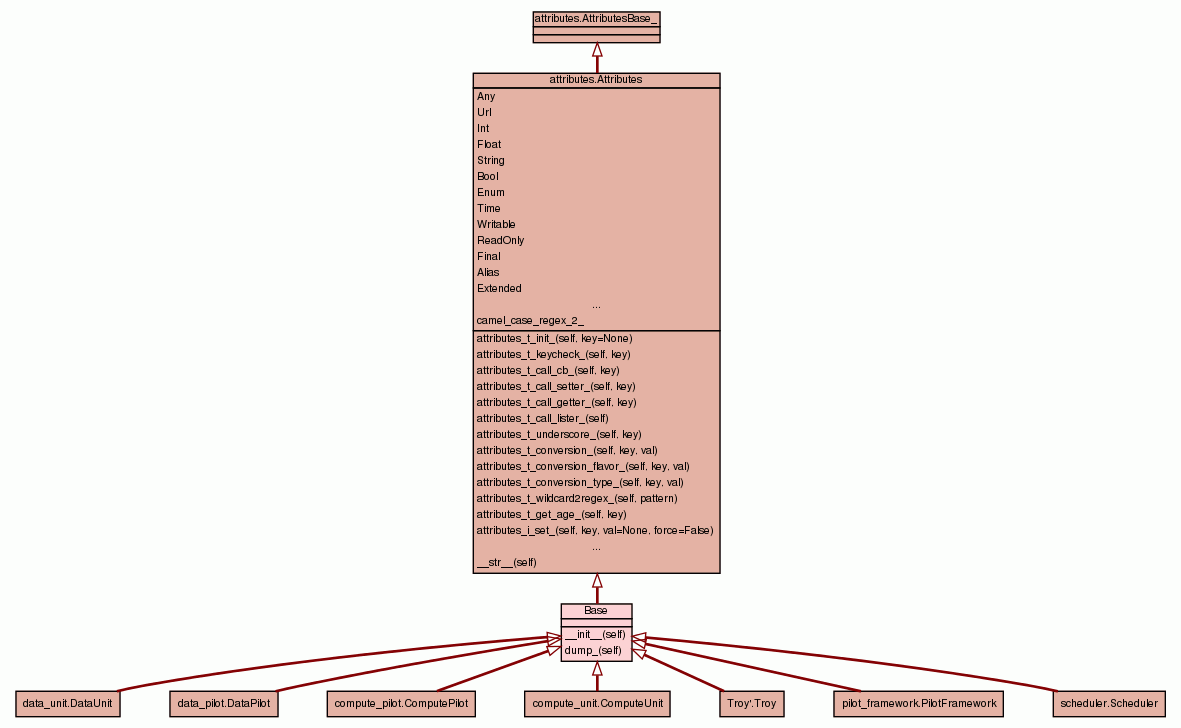 attributes.AttributesBase_
attributes.Attributes
Any
Url
Int
Float
String
Bool
Enum
Time
Writable
ReadOnly
Final
Alias
Extended
...
camel_case_regex_2_
attributes_t_init_(self, key=None)
attributes_t_keycheck_(self, key)
attributes_t_call_cb_(self, key)
attributes_t_call_setter_(self, key)
attributes_t_call_getter_(self, key)
attributes_t_call_lister_(self)
attributes_t_underscore_(self, key)
attributes_t_conversion_(self, key, val)
attributes_t_conversion_flavor_(self, key, val)
attributes_t_conversion_type_(self, key, val)
attributes_t_wildcard2regex_(self, pattern)
attributes_t_get_age_(self, key)
attributes_i_set_(self, key, val=None, force=False)
...
__str__(self)
Base
__init__(self)
dump_(self)
data_unit.DataUnit
data_pilot.DataPilot
compute_pilot.ComputePilot
compute_unit.ComputeUnit
Troy'.Troy
pilot_framework.PilotFramework
scheduler.Scheduler